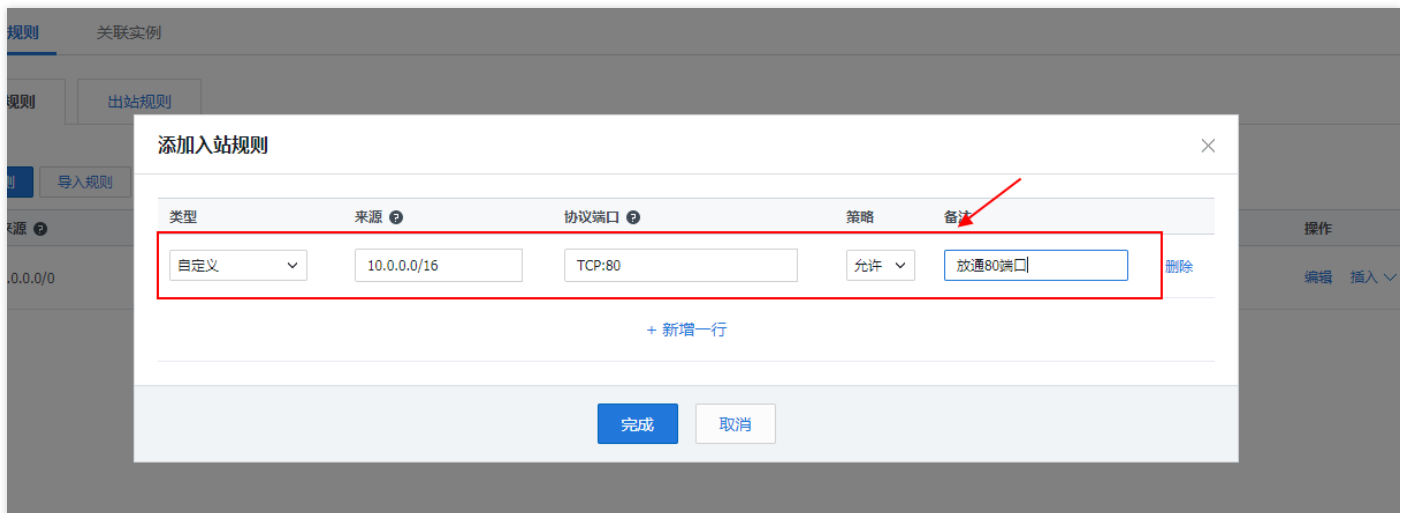 规则 关联实例
规则 出站规则
添加入站规则
则 导入规则
类型 来源 协议端口 策略 备注
来源 操作
自定义 10.0.0.0/16 TCP:80 允许 放通80端口 删除
.0.0.0/0 编辑 插入
+ 新增一行
完成 取消